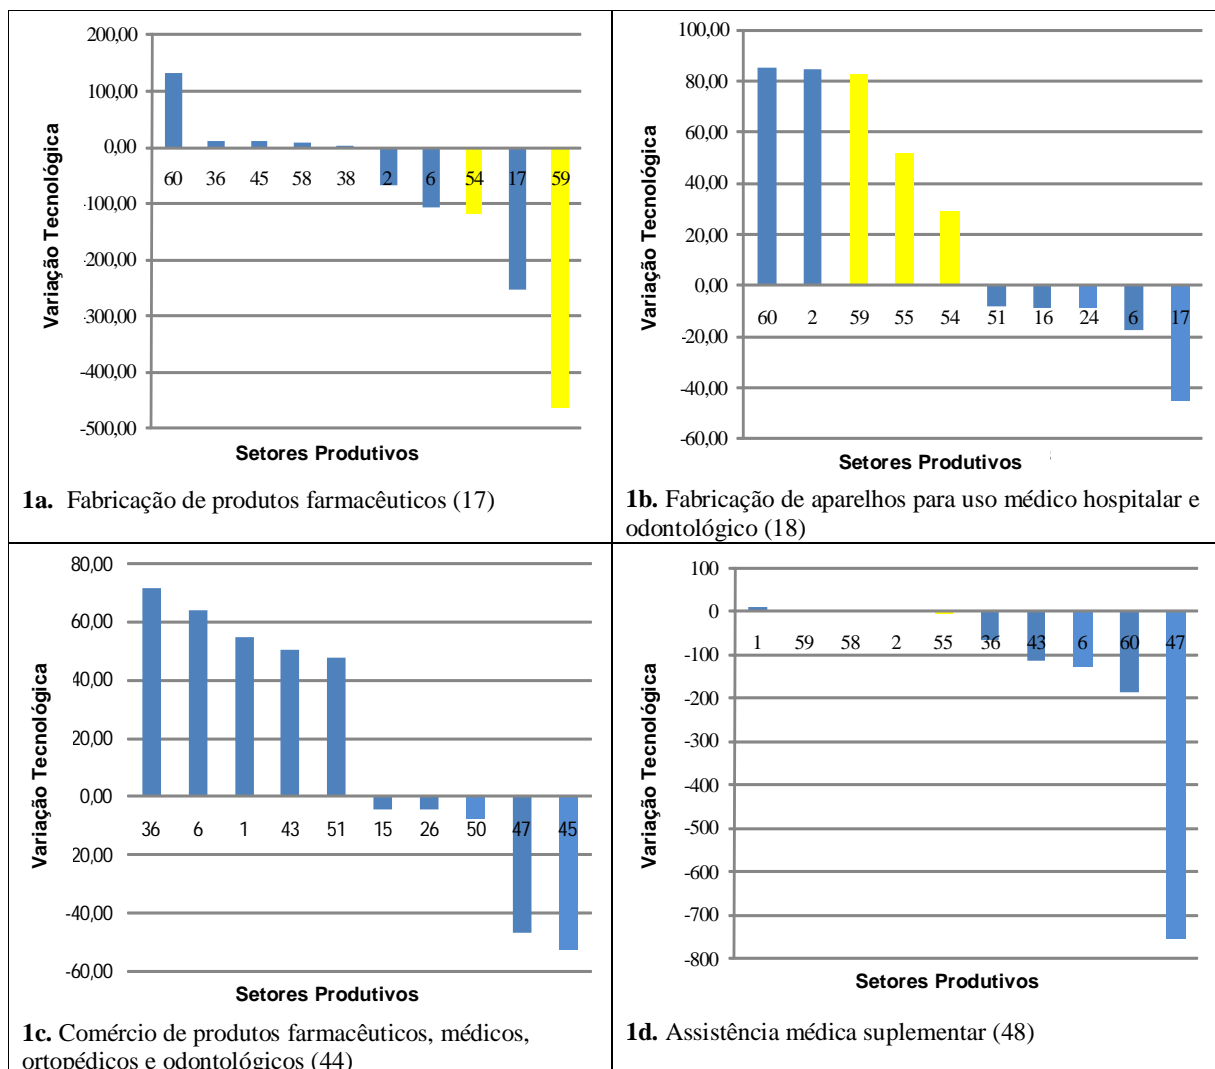 200,00
100,00
0,00
-100,00
-200,00
-300,00
-400,00
-500,00
Variação Tecnológica
60 36 45 58 38 2 6 54 17 59
Setores Produtivos
1a. Fabricação de produtos farmacêuticos (17)
100,00
80,00
60,00
40,00
20,00
0,00
-20,00
-40,00
-60,00
Variação Tecnológica
60 2 59 55 54 51 16 24 6 17
Setores Produtivos
1b. Fabricação de aparelhos para uso médico hospitalar e
odontológico (18)
80,00
60,00
40,00
20,00
0,00
20,00
-40,00
-60,00
Variação Tecnológica
36 6 1 43 51 15 26 50 47 45
Setores Produtivos
1c. Comércio de produtos farmacêuticos, médicos,
ortopédicos e odontológicos (44)
100
0
-100
-200
-300
-400
-500
-600
-700
-800
Variação Tecnológica
1 59 58 2 55 36 43 6 60 47
Setores Produtivos
1d. Assistência médica suplementar (48)